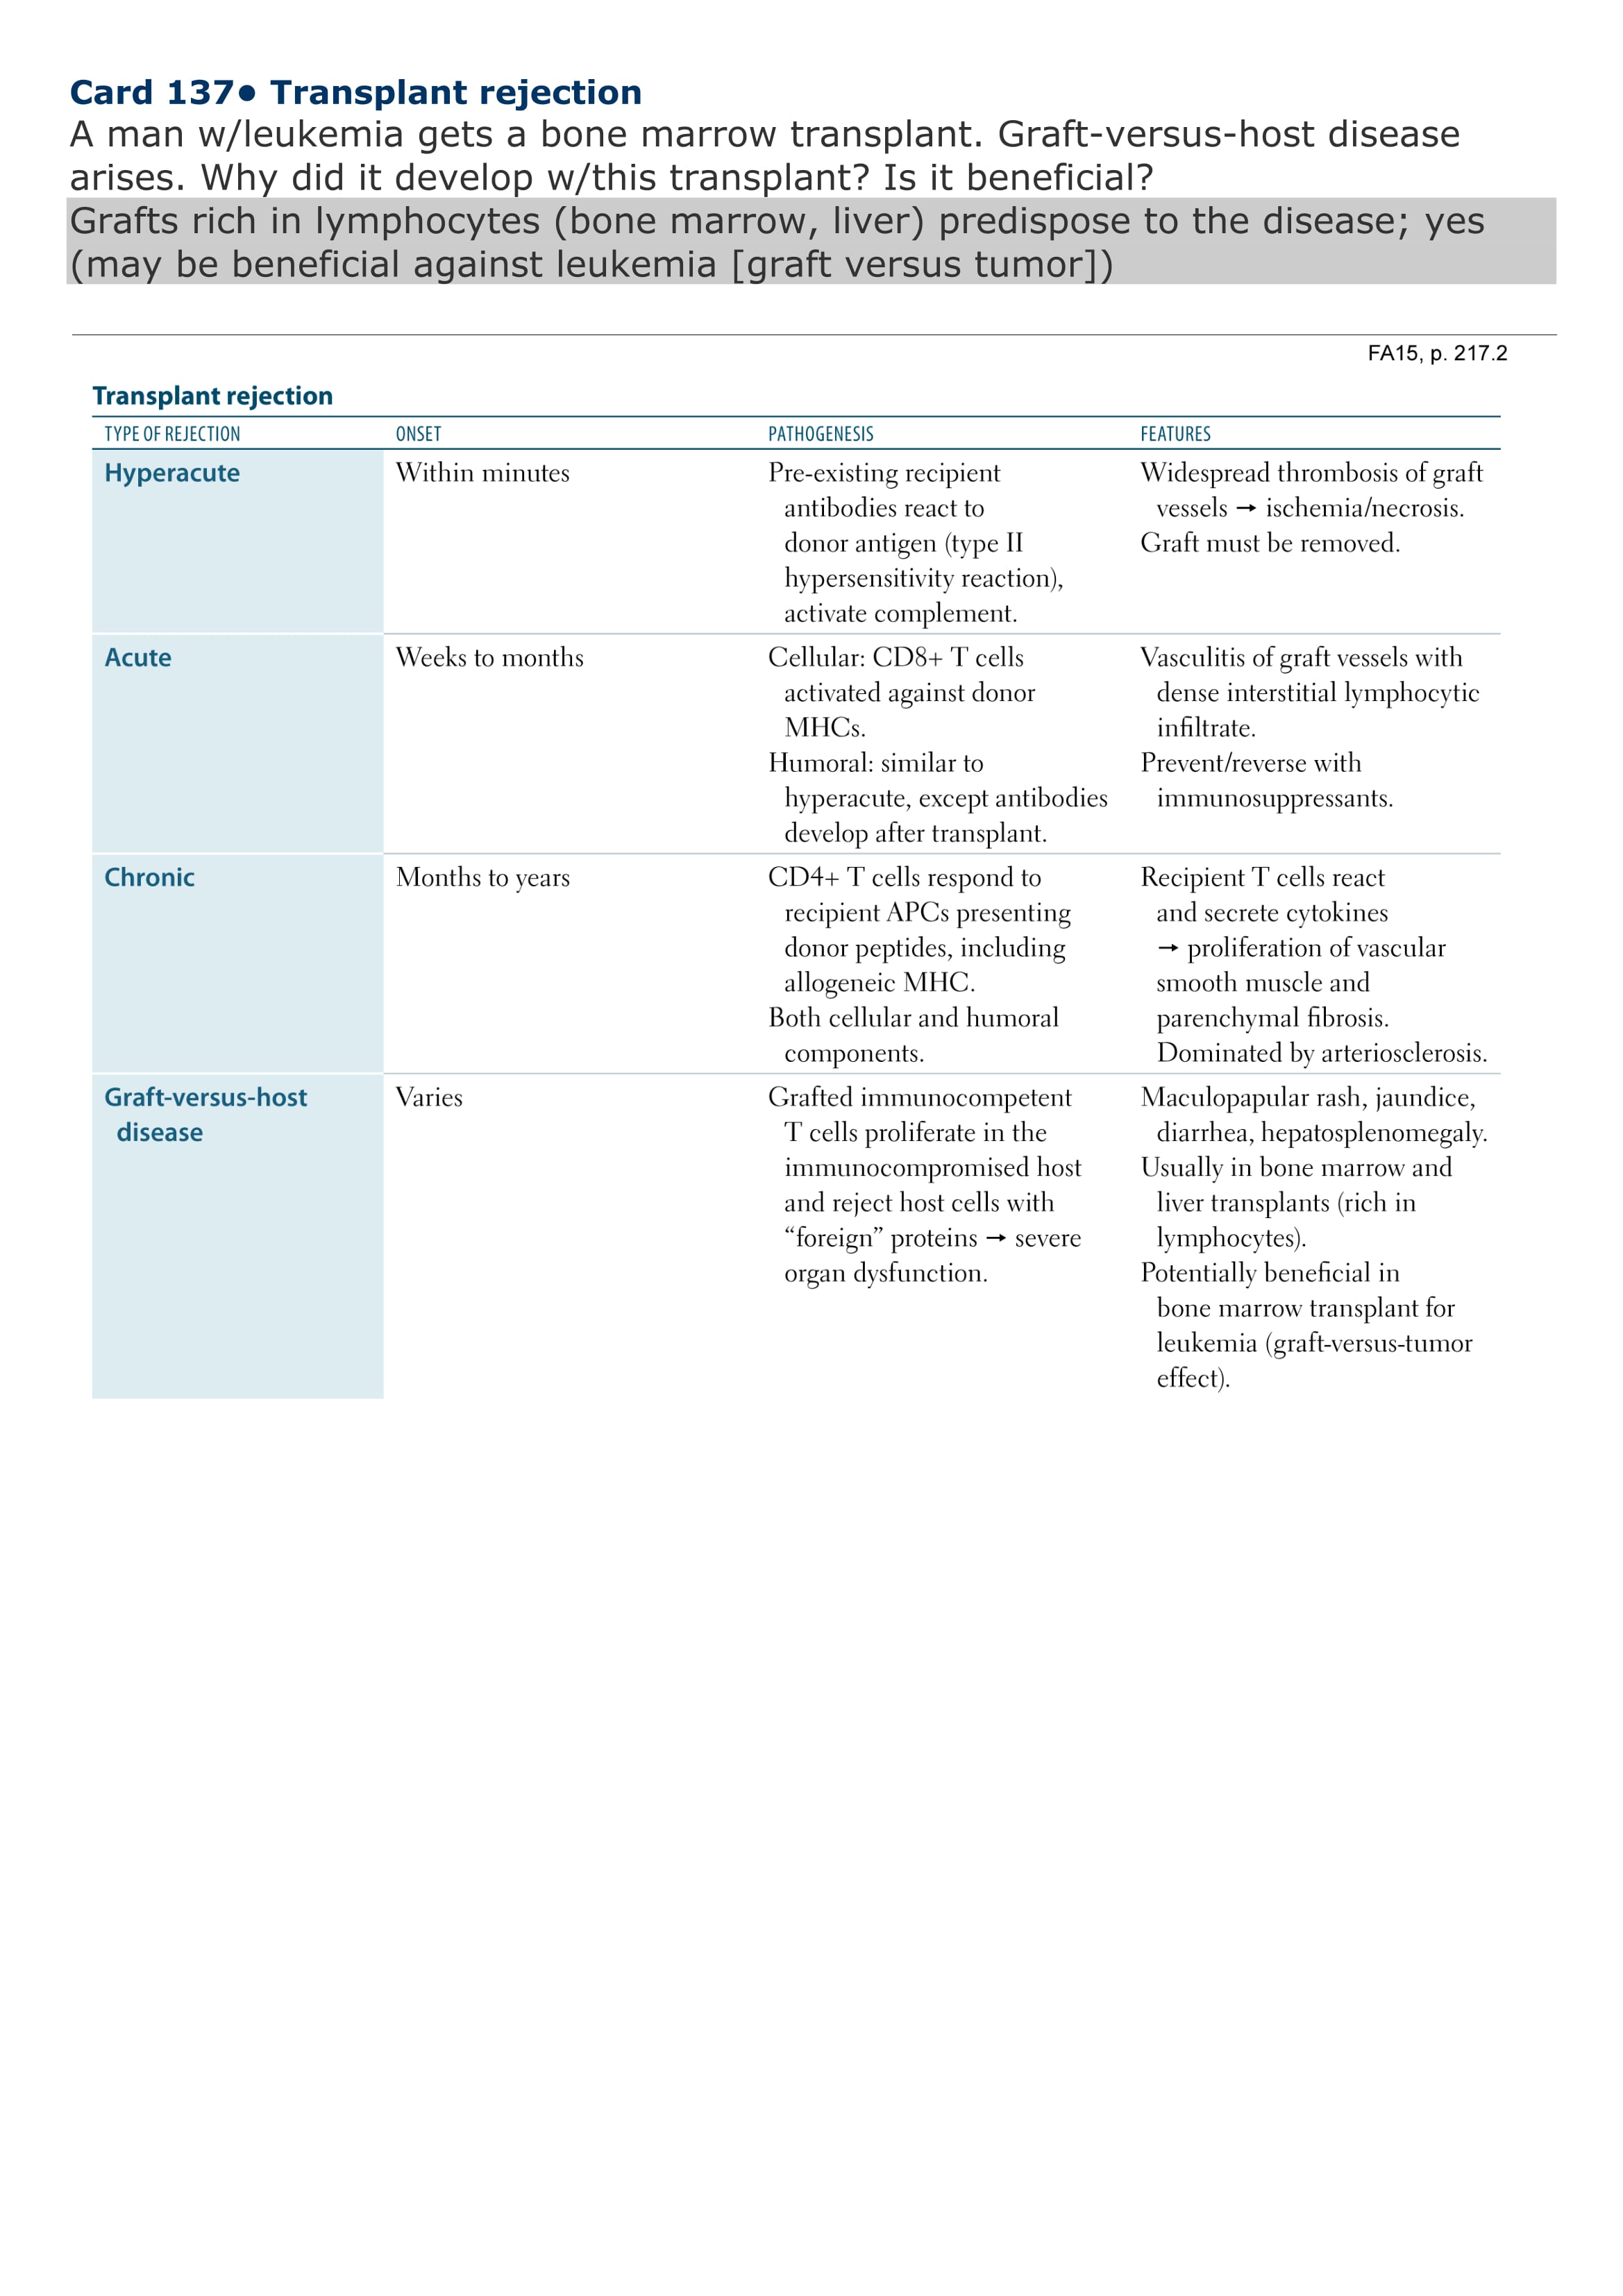 Card 137• Transplant rejection
A man w/leukemia gets a bone marrow transplant. Graft-versus-host disease
arises. Why did it develop w/this transplant? Is it beneficial?
Grafts rich in lymphocytes (bone marrow, liver) predispose to the disease; yes
(may be beneficial against leukemia [graft versus tumor])
FA15, p. 217.2
Transplant rejection
TYPE OF REJECTION
ONSET
PATHOGENESIS
FEATURES
Hyperacute
Within minutes
Pre-existing recipient
antibodies react to
donor antigen (type II
hypersensitivity reaction),
activate complement.
Widespread thrombosis of graft
vessels → ischemia/necrosis.
Graft must be removed.
Acute
Weeks to months
Cellular: CD8+ T cells
activated against donor
MHCs.
Humoral: similar to
hyperacute, except antibodies
develop after transplant.
Vasculitis of graft vessels with
dense interstitial lymphocytic
infiltrate.
Prevent/reverse with
immunosuppressants.
Chronic
Months to years
CD4+ T cells respond to
recipient APCs presenting
donor peptides, including
allogeneic MHC.
Both cellular and humoral
components.
Recipient T cells react
and secrete cytokines
→ proliferation of vascular
smooth muscle and
parenchymal fibrosis.
Dominated by arteriosclerosis.
Graft-versus-host
disease
Varies
Grafted immunocompetent
T cells proliferate in the
immunocompromised host
and reject host cells with
“foreign” proteins → severe
organ dysfunction.
Maculopapular rash, jaundice,
diarrhea, hepatosplenomegaly.
Usually in bone marrow and
liver transplants (rich in
lymphocytes).
Potentially beneficial in
bone marrow transplant for
leukemia (graft-versus-tumor
effect).